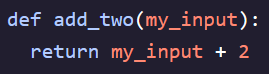 def add_two(my_input):
  return my_input + 2